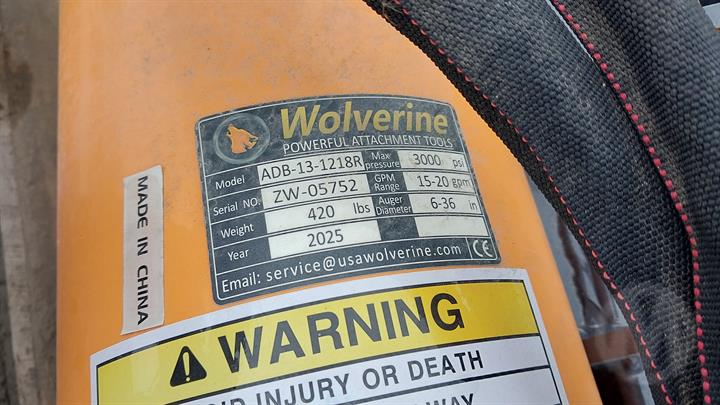 Wolverine
POWERFUL ATTACHMENT TOOLS
Model ADB-13-1218R Max pressure 3000 psi
Serial NO. ZW-05752 GPM Range 15-20 gpm
Weight 420 lbs Auger Diameter 6-36 in
Year 2025
Email: service@usawolverine.com CE
MADE IN CHINA
WARNING
INJURY OR DEATH